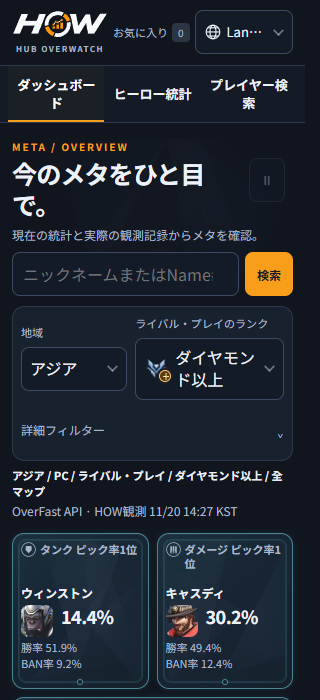 HOW
HUB OVERWATCH
お気に入り 0
Lan…
ダッシュボー
ド
ヒーロー統計
プレイヤー検
索
META / OVERVIEW
今のメタをひと目
で。
現在の統計と実際の観測記録からメタを確認。
ニックネームまたはName
検索
地域
アジア
ライバル・プレイのランク
ダイヤモン
ド以上
詳細フィルター
アジア / PC / ライバル・プレイ / ダイヤモンド以上 / 全
マップ
OverFast API · HOW観測 11/20 14:27 KST
タンク ピック率1位
ウィンストン
14.4%
勝率 51.9%
BAN率 9.2%
ダメージ ピック率1
位
キャスディ
30.2%
勝率 49.4%
BAN率 12.4%